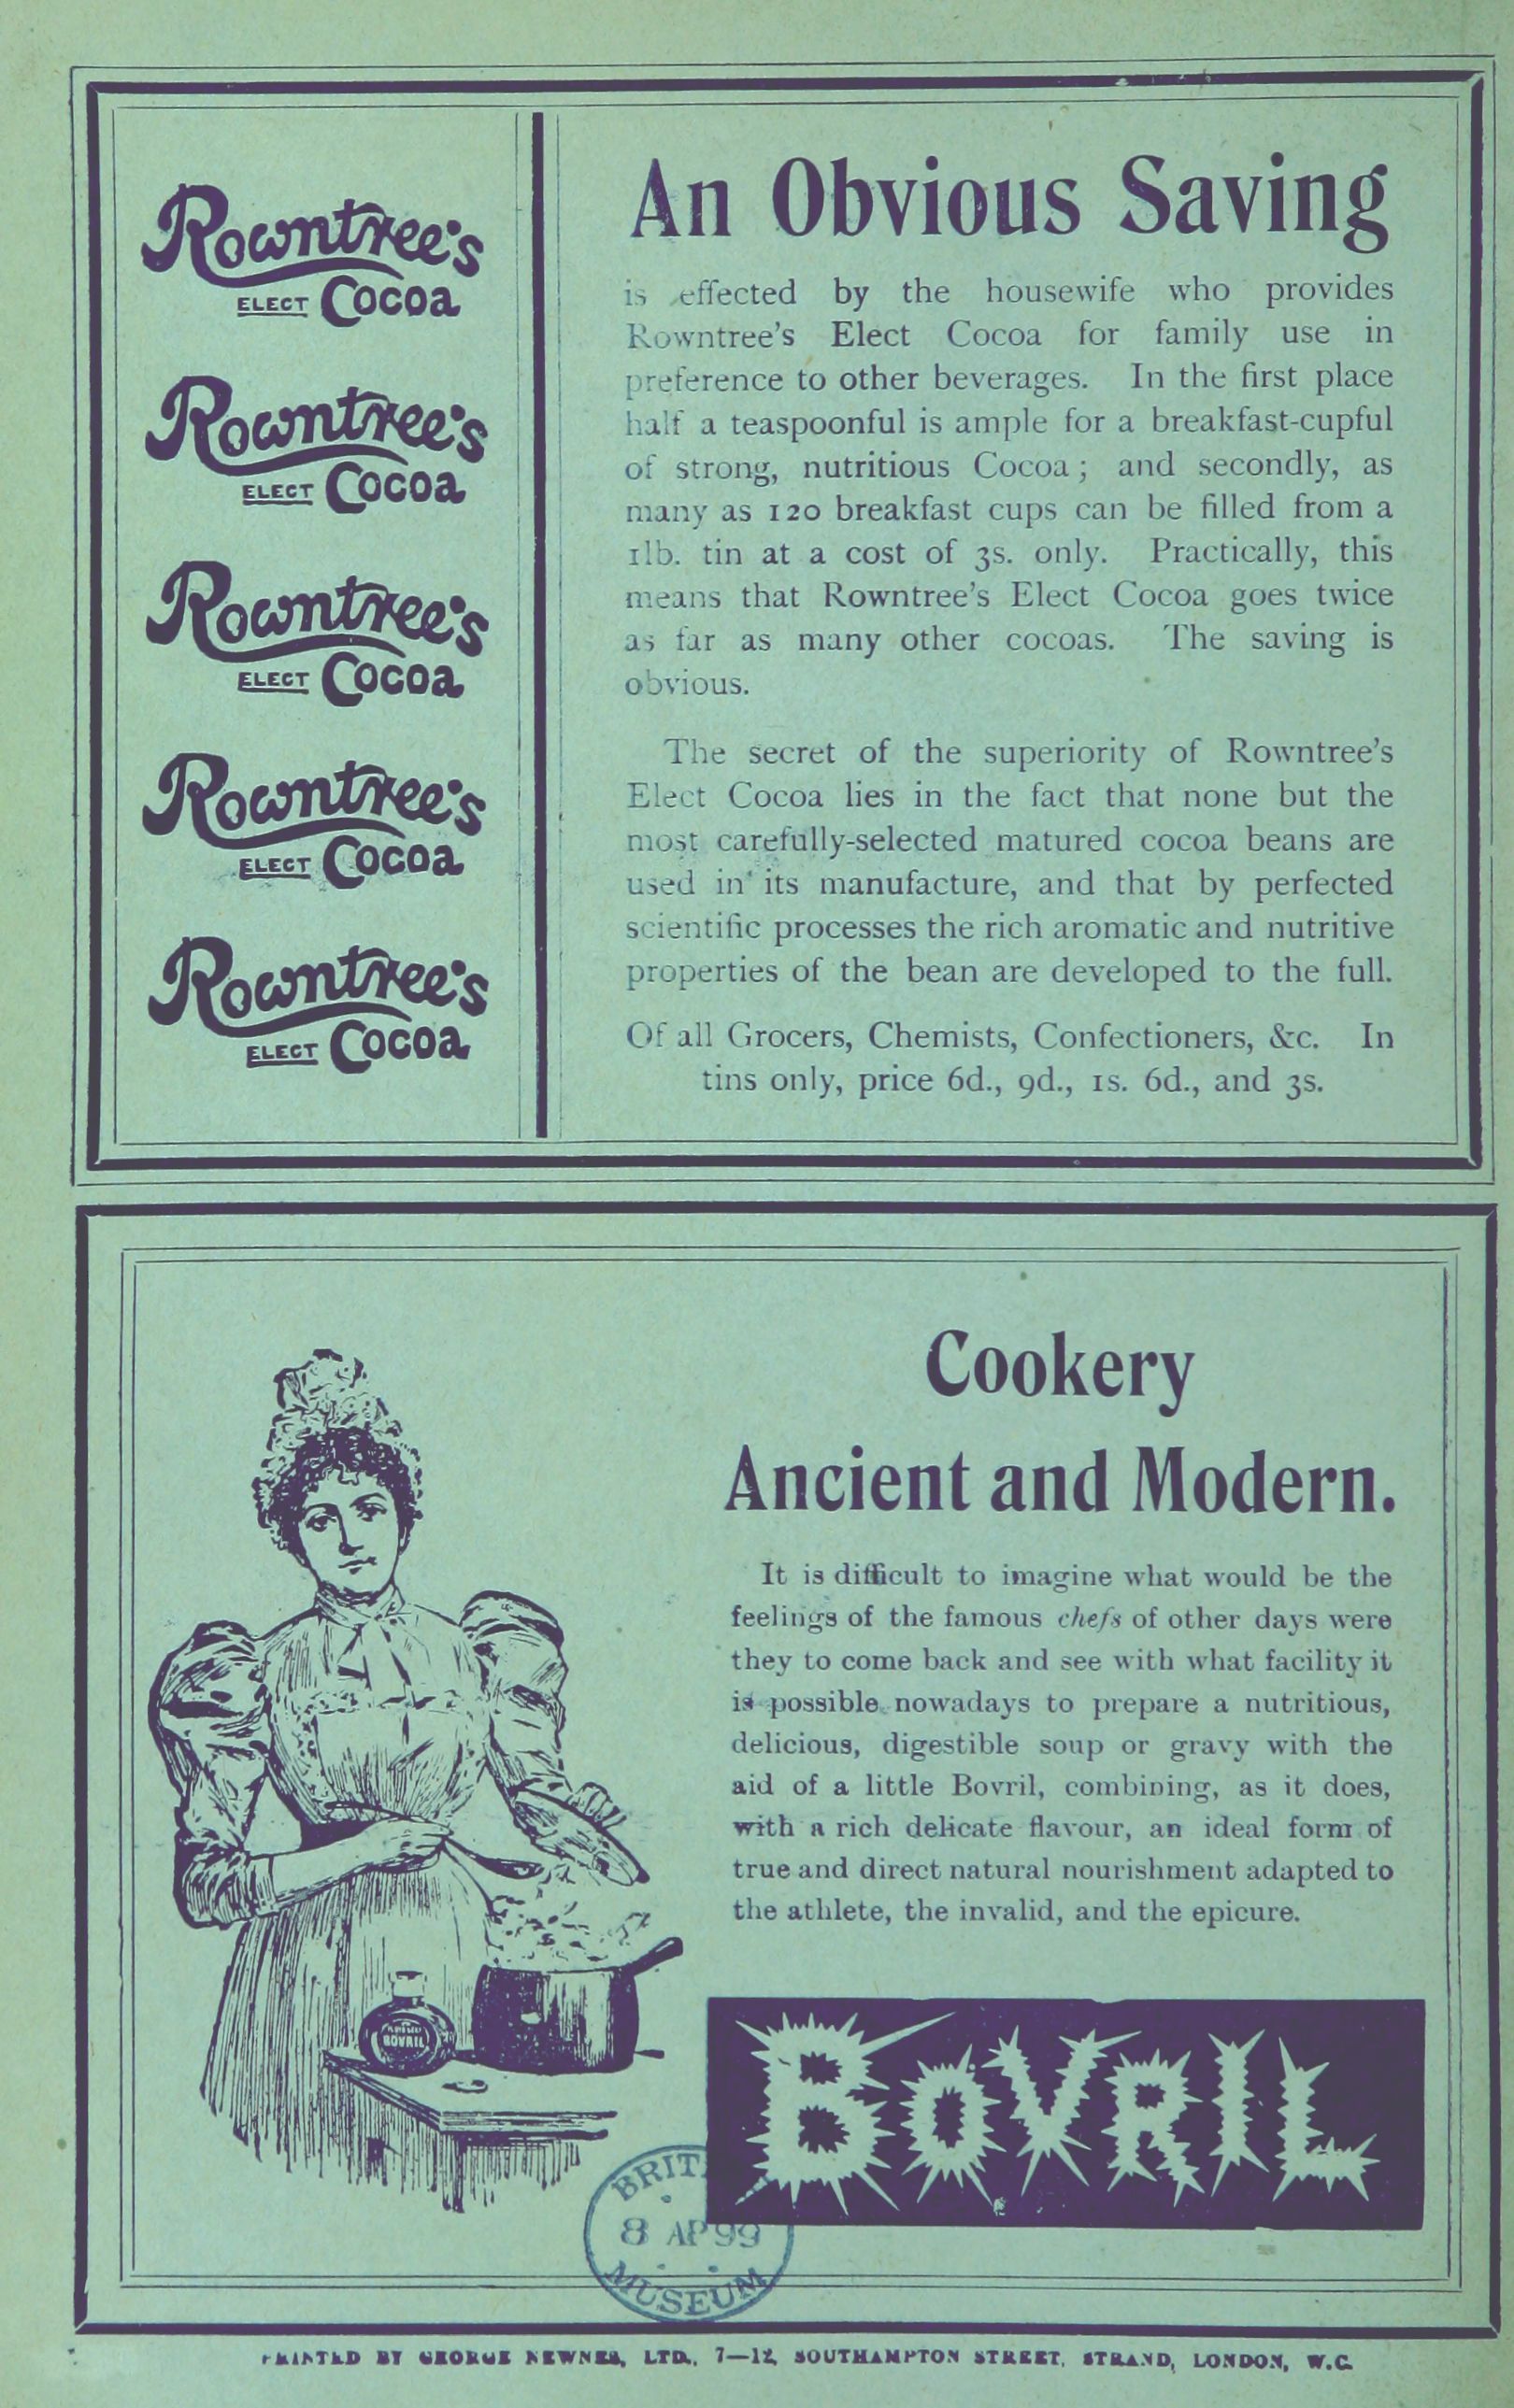 Rowntree's
ELECT Cocoa
Rowntree's
ELECT Cocoa
Rowntree's
ELECT Cocoa
Rowntree's
ELECT Cocoa
Rowntree's
ELECT Cocoa
An Obvious Saving
is effected by the housewife who provides
Rowntree's Elect Cocoa for family use in
preference to other beverages. In the first place
half a teaspoonful is ample for a breakfast-cupful
of strong, nutritious Cocoa; and secondly, as
many as 120 breakfast cups can be filled from a
1lb. tin at a cost of 3s. only. Practically, this
means that Rowntree's Elect Cocoa goes twice
as far as many other cocoas. The saving is
obvious.
The secret of the superiority of Rowntree's
Elect Cocoa lies in the fact that none but the
most carefully-selected matured cocoa beans are
used in its manufacture, and that by perfected
scientific processes the rich aromatic and nutritive
properties of the bean are developed to the full.
Of all Grocers, Chemists, Confectioners, &c. In
tins only, price 6d., 9d., 1s. 6d., and 3s.
Cookery
Ancient and Modern.
It is difficult to imagine what would be the
feelings of the famous chefs of other days were
they to come back and see with what facility it
is possible nowadays to prepare a nutritious,
delicious, digestible soup or gravy with the
aid of a little Bovril, combining, as it does,
with a rich delicate flavour, an ideal form of
true and direct natural nourishment adapted to
the athlete, the invalid, and the epicure.
BOVRIL
BOVRIL
BRIT
8 AP 99
MUSEUM
PRINTED BY GEORGE NEWNES, LTD., 7—12, SOUTHAMPTON STREET, STRAND, LONDON, W.C.